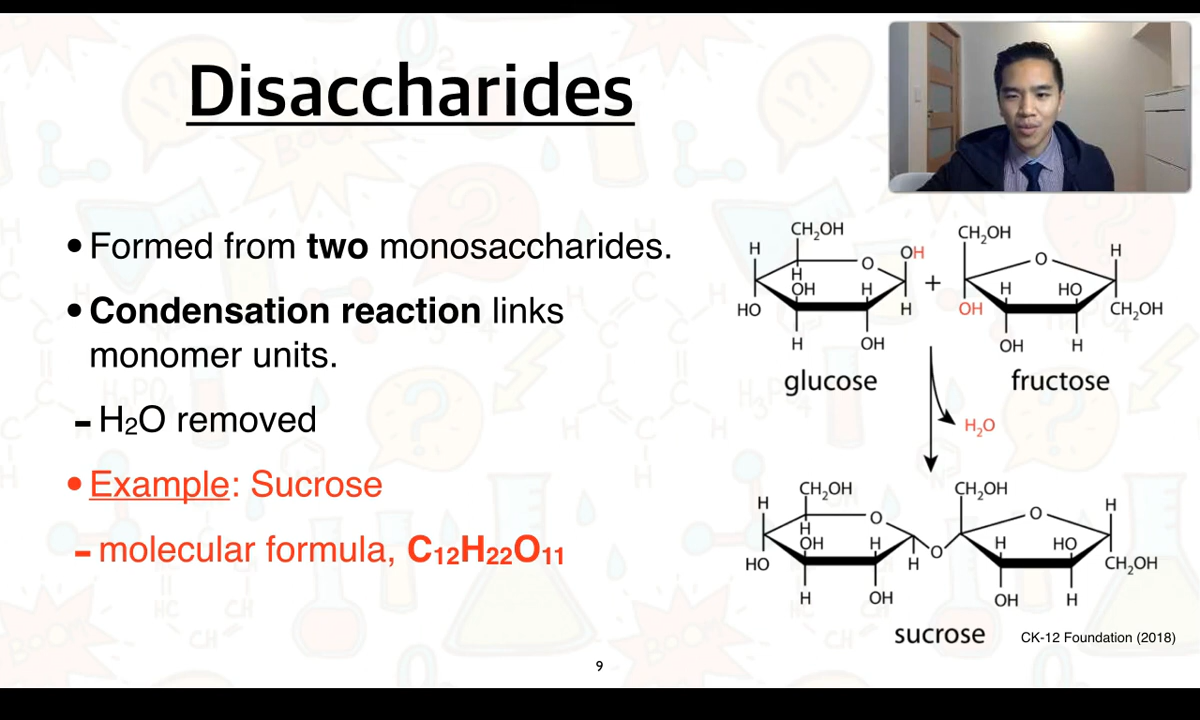 Disaccharides
• Formed from two monosaccharides.
• Condensation reaction links
monomer units.
- H₂O removed
• Example: Sucrose
- molecular formula, C₁₂H₂₂O₁₁
CH₂OH
H
O
OH
H
OH
H
H
HO
H
OH
glucose
+
CH₂OH
O
H
H
HO
OH
CH₂OH
OH
H
fructose
H₂O
CH₂OH
H
O
H
OH
H
H
HO
H
OH
O
CH₂OH
O
H
H
HO
CH₂OH
OH
H
sucrose
CK-12 Foundation (2018)
9